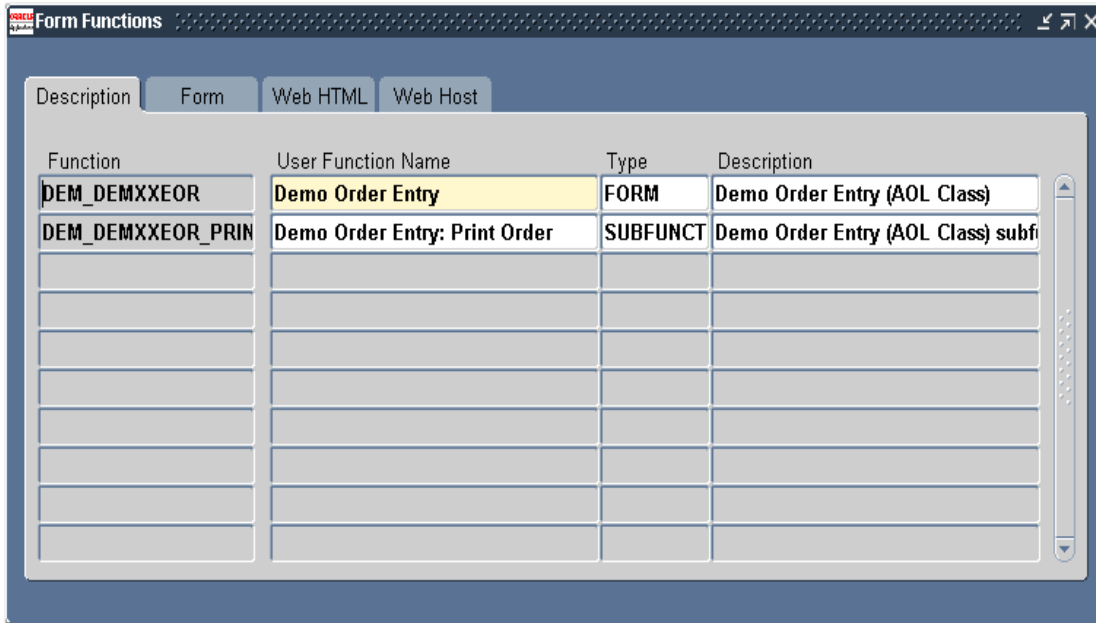 ORACLE
Form Functions
Description Form Web HTML Web Host
Function User Function Name Type Description
DEM_DEMXXEOR Demo Order Entry FORM Demo Order Entry (AOL Class)
DEM_DEMXXEOR_PRIN Demo Order Entry: Print Order SUBFUNCT Demo Order Entry (AOL Class)